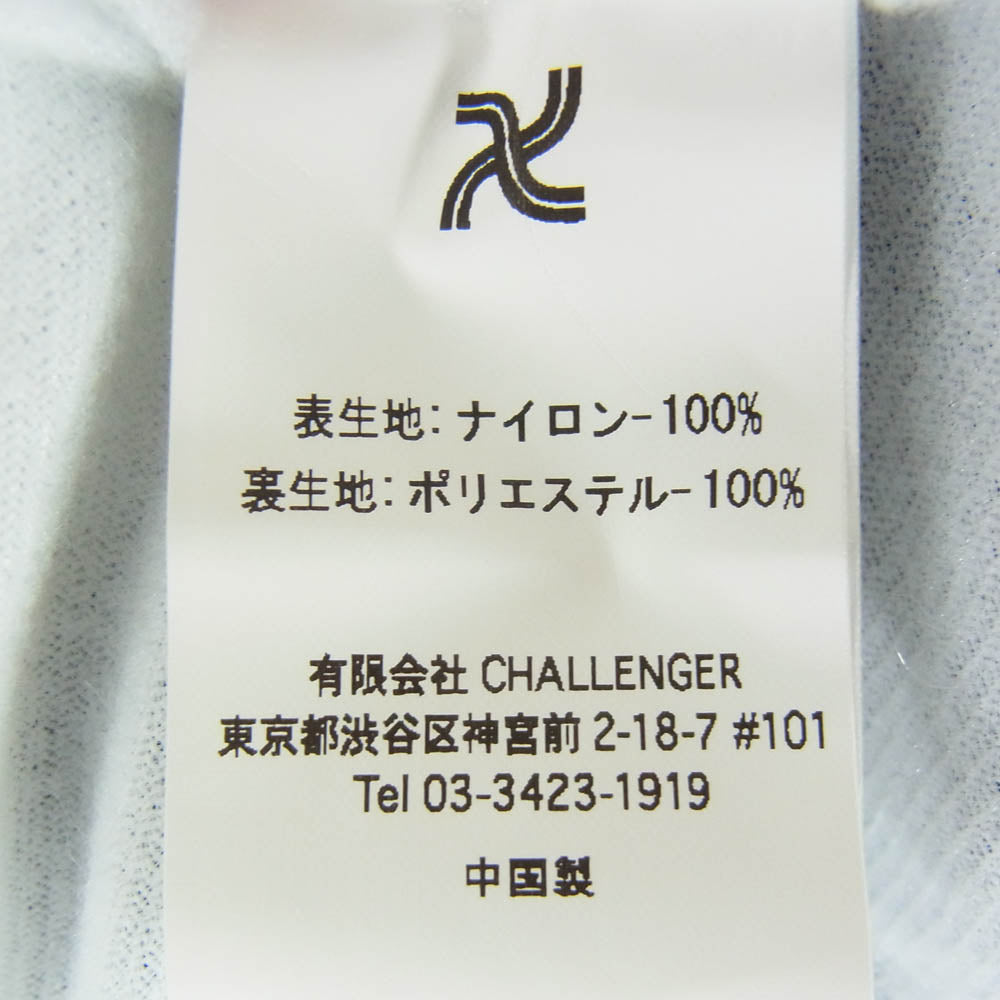 表生地: ナイロン-100%
裏生地: ポリエステル-100%
有限会社 CHALLENGER
東京都渋谷区神宮前 2-18-7 #101
Tel 03-3423-1919
中国製